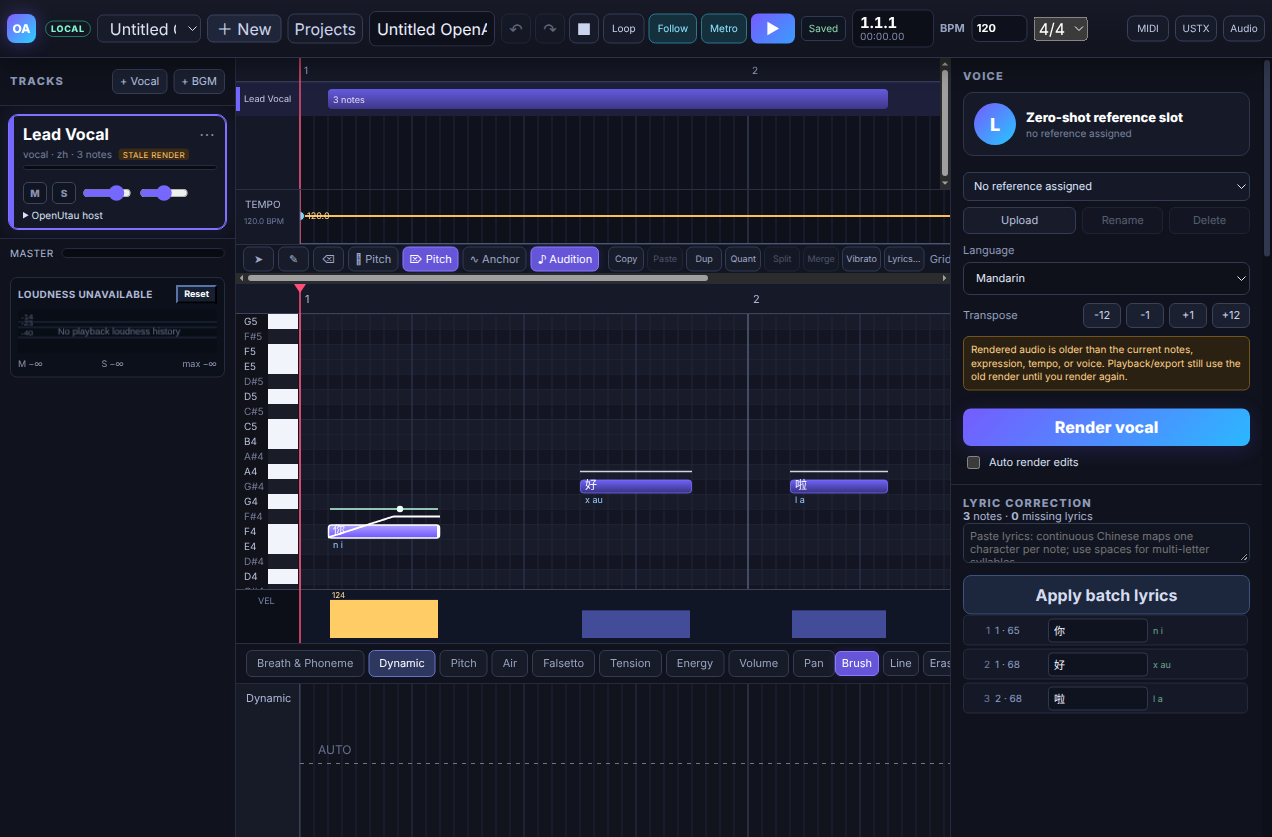 OA
LOCAL
Untitled (
+ New
Projects
Untitled OpenA
Loop
Follow
Metro
Saved
1.1.1
00:00.00
BPM
120
4/4
MIDI
USTX
Audio
TRACKS
+ Vocal
+ BGM
Lead Vocal
...
vocal · zh · 3 notes
STALE RENDER
M
S
OpenUtau host
MASTER
LOUDNESS UNAVAILABLE
Reset
-14
-23
-40
No playback loudness history
M −∞
S −∞
max −∞
1
2
Lead Vocal
3 notes
TEMPO
120.0 BPM
120.0
Pitch
Pitch
Anchor
Audition
Copy
Paste
Dup
Quant
Split
Merge
Vibrato
Lyrics...
Grid
1
2
G5
F#5
F5
E5
D#5
D5
C#5
C5
B4
A#4
A4
G#4
G4
F#4
F4
E4
D#4
D4
你
n i
好
x au
啦
l a
VEL
124
Breath & Phoneme
Dynamic
Pitch
Air
Falsetto
Tension
Energy
Volume
Pan
Brush
Line
Eras
Dynamic
AUTO
VOICE
L
Zero-shot reference slot
no reference assigned
No reference assigned
Upload
Rename
Delete
Language
Mandarin
Transpose
-12
-1
+1
+12
Rendered audio is older than the current notes,
expression, tempo, or voice. Playback/export still use the
old render until you render again.
Render vocal
Auto render edits
LYRIC CORRECTION
3 notes · 0 missing lyrics
Paste lyrics: continuous Chinese maps one
character per note; use spaces for multi-letter
syllables
Apply batch lyrics
1 1 · 65
你
n i
2 1 · 68
好
x au
3 2 · 68
啦
l a